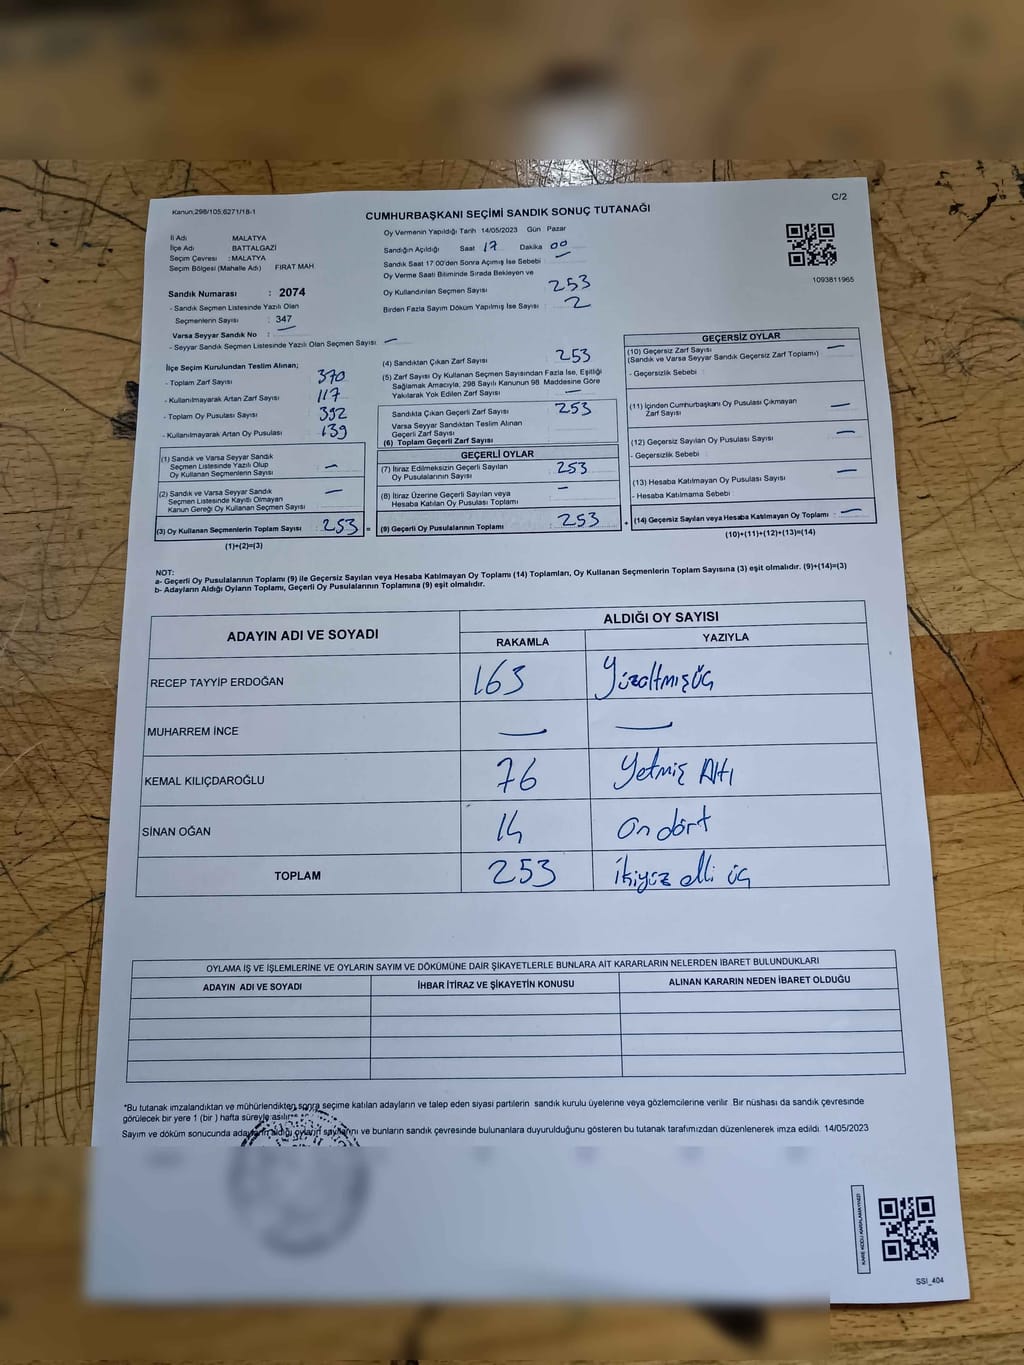 Kanun;298/105;6271/18-1
CUMHURBAŞKANI SEÇİMİ SANDIK SONUÇ TUTANAĞI
C/2
İl Adı MALATYA
İlçe Adı BATTALGAZİ
Seçim Çevresi : MALATYA
Seçim Bölgesi (Mahalle Adı) FIRAT MAH
Sandık Numarası : 2074
- Sandık Seçmen Listesinde Yazılı Olan
Seçmenlerin Sayısı : 347
Varsa Seyyar Sandık No : —
- Seyyar Sandık Seçmen Listesinde Yazılı Olan Seçmen Sayısı : —
Oy Vermenin Yapıldığı Tarih 14/05/2023 Gün Pazar
Sandığın Açıldığı Saat : 17 Dakika 00
Sandık Saat 17:00'den Sonra Açımış İse Sebebi —
Oy Verme Saati Bitiminde Sırada Bekleyen ve
Oy Kullandırılan Seçmen Sayısı 253
Birden Fazla Sayım Döküm Yapılmış İse Sayısı : 2
1093811965
İlçe Seçim Kurulundan Teslim Alınan;
- Toplam Zarf Sayısı 370
- Kullanılmayarak Artan Zarf Sayısı : 117
- Toplam Oy Pusulası Sayısı : 392
- Kullanılmayarak Artan Oy Pusulası : 139
(1) Sandık ve Varsa Seyyar Sandık
Seçmen Listesinde Yazılı Olup
Oy Kullanan Seçmenlerin Sayısı : —
(2) Sandık ve Varsa Seyyar Sandık
Seçmen Listesinde Kayıtlı Olmayan
Kanun Gereği Oy Kullanan Seçmen Sayısı : —
(3) Oy Kullanan Seçmenlerin Toplam Sayısı : 253 =
(1)+(2)=(3)
(4) Sandıktan Çıkan Zarf Sayısı 253
(5) Zarf Sayısı Oy Kullanan Seçmen Sayısından Fazla İse, Eşitliği
Sağlamak Amacıyla, 298 Sayılı Kanunun 98. Maddesine Göre
Yakılarak Yok Edilen Zarf Sayısı : —
Sandıkta Çıkan Geçerli Zarf Sayısı 253
Varsa Seyyar Sandıktan Teslim Alınan
Geçerli Zarf Sayısı
(6) Toplam Geçerli Zarf Sayısı
GEÇERLİ OYLAR
(7) İtiraz Edilmeksizin Geçerli Sayılan
Oy Pusulalarının Sayısı : 253
(8) İtiraz Üzerine Geçerli Sayılan veya
Hesaba Katılan Oy Pusulası Toplamı —
(9) Geçerli Oy Pusulalarının Toplamı : 253 +
GEÇERSİZ OYLAR
(10) Geçersiz Zarf Sayısı —
(Sandık ve Varsa Seyyar Sandık Geçersiz Zarf Toplamı)
- Geçersizlik Sebebi :
(11) İçinden Cumhurbaşkanı Oy Pusulası Çıkmayan
Zarf Sayısı : —
(12) Geçersiz Sayılan Oy Pusulası Sayısı —
- Geçersizlik Sebebi
(13) Hesaba Katılmayan Oy Pusulası Sayısı —
- Hesaba Katılmama Sebebi
(14) Geçersiz Sayılan veya Hesaba Katılmayan Oy Toplamı : —
(10)+(11)+(12)+(13)=(14)
NOT:
a- Geçerli Oy Pusulalarının Toplamı (9) ile Geçersiz Sayılan veya Hesaba Katılmayan Oy Toplamı (14) Toplamları, Oy Kullanan Seçmenlerin Toplam Sayısına (3) eşit olmalıdır. (9)+(14)=(3)
b- Adayların Aldığı Oyların Toplamı, Geçerli Oy Pusulalarının Toplamına (9) eşit olmalıdır.
ADAYIN ADI VE SOYADI ALDIĞI OY SAYISI
RAKAMLA YAZIYLA
RECEP TAYYİP ERDOĞAN 163 Yüzaltmışüç
MUHARREM İNCE — —
KEMAL KILIÇDAROĞLU 76 Yetmiş Altı
SİNAN OĞAN 14 On dört
TOPLAM 253 İkiyüz elli üç
OYLAMA İŞ VE İŞLEMLERİNE VE OYLARIN SAYIM VE DÖKÜMÜNE DAİR ŞİKAYETLERLE BUNLARA AİT KARARLARIN NELERDEN İBARET BULUNDUKLARI
ADAYIN ADI VE SOYADI İHBAR İTİRAZ VE ŞİKAYETİN KONUSU ALINAN KARARIN NEDEN İBARET OLDUĞU
*Bu tutanak imzalandıktan ve mühürlendikten sonra seçime katılan adayların ve talep eden siyasi partilerin sandık kurulu üyelerine veya gözlemcilerine verilir. Bir nüshası da sandık çevresinde
görülecek bir yere 1 (bir ) hafta süreyle asılır**
Sayım ve döküm sonucunda adayların aldığı oyların sayılarını ve bunların sandık çevresinde bulunanlara duyurulduğunu gösteren bu tutanak tarafımızdan düzenlenerek imza edildi. 14/05/2023
KARE KODU KARALAMAYINIZ!
SSI_404